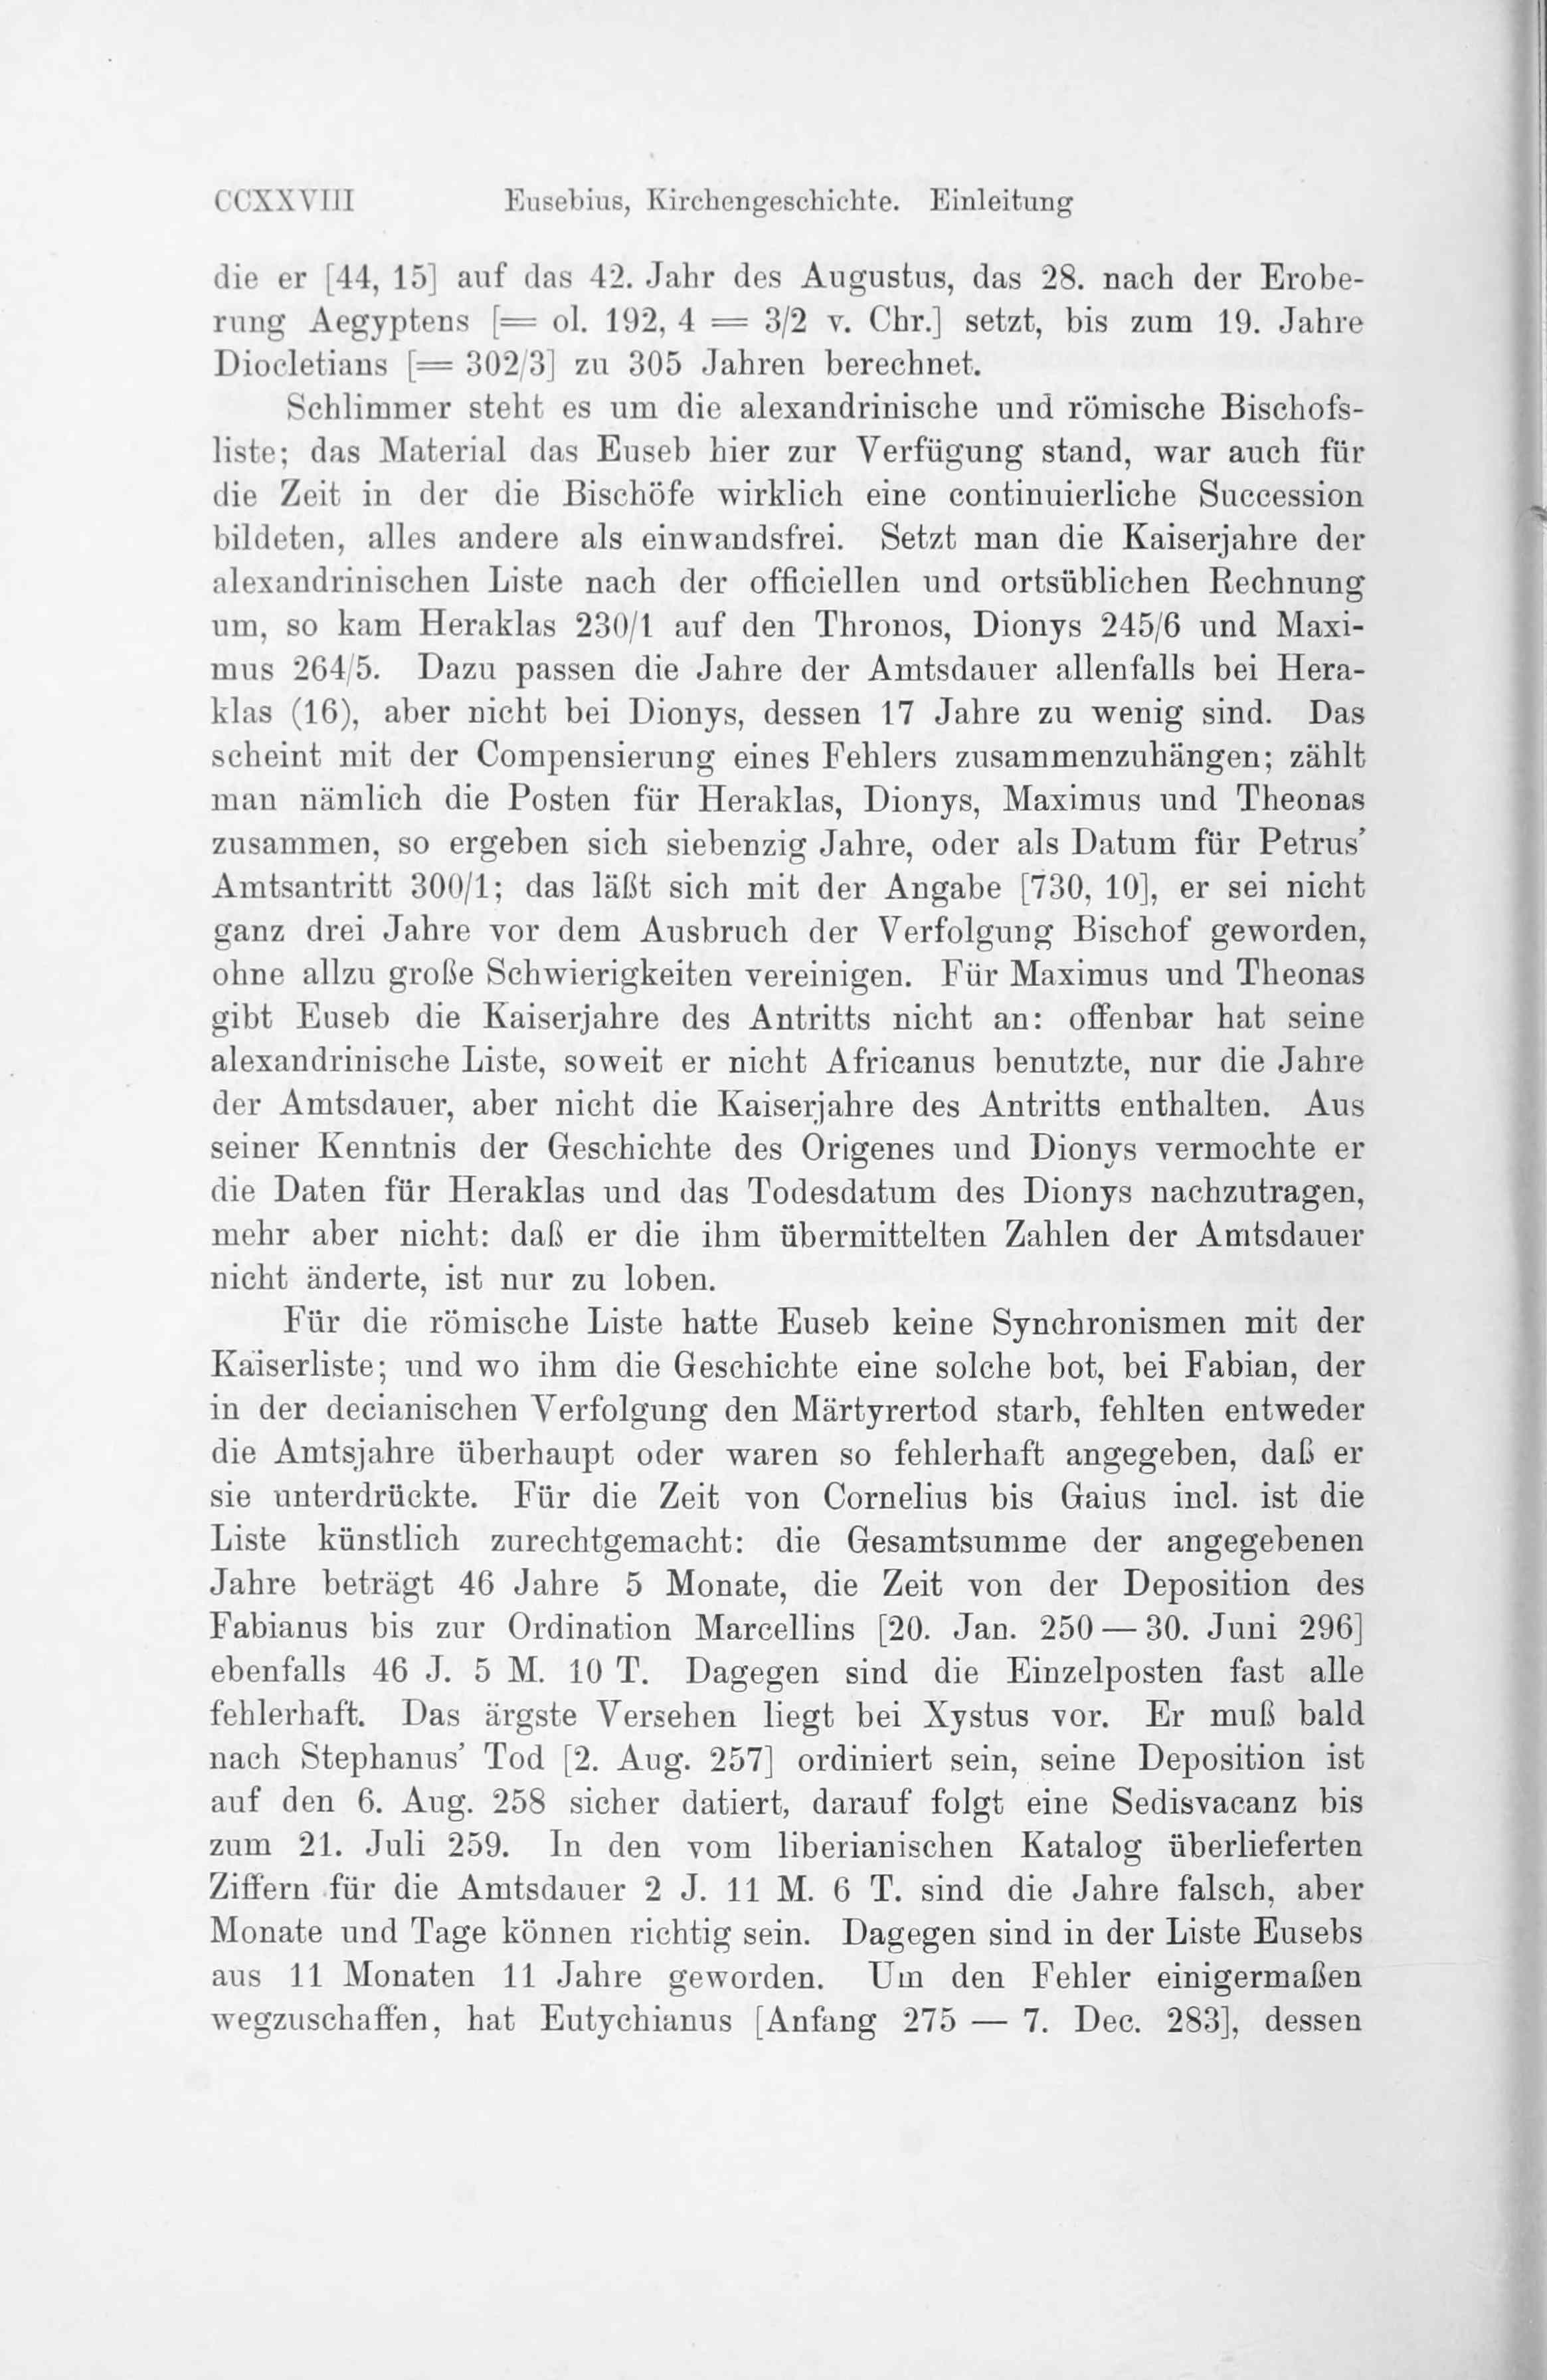 CCXXVIII Eusebius, Kirchengeschichte. Einleitung
die er [44, 15] auf das 42. Jahr des Augustus, das 28. nach der Erobe-
rung Aegyptens [= ol. 192, 4 = 3/2 v. Chr.] setzt, bis zum 19. Jahre
Diocletians [= 302/3] zu 305 Jahren berechnet.
Schlimmer steht es um die alexandrinische und römische Bischofs-
liste; das Material das Euseb hier zur Verfügung stand, war auch für
die Zeit in der die Bischöfe wirklich eine continuierliche Succession
bildeten, alles andere als einwandsfrei. Setzt man die Kaiserjahre der
alexandrinischen Liste nach der officiellen und ortsüblichen Rechnung
um, so kam Heraklas 230/1 auf den Thronos, Dionys 245/6 und Maxi-
mus 264/5. Dazu passen die Jahre der Amtsdauer allenfalls bei Hera-
klas (16), aber nicht bei Dionys, dessen 17 Jahre zu wenig sind. Das
scheint mit der Compensierung eines Fehlers zusammenzuhängen; zählt
man nämlich die Posten für Heraklas, Dionys, Maximus und Theonas
zusammen, so ergeben sich siebenzig Jahre, oder als Datum für Petrus’
Amtsantritt 300/1; das läßt sich mit der Angabe [730, 10], er sei nicht
ganz drei Jahre vor dem Ausbruch der Verfolgung Bischof geworden,
ohne allzu große Schwierigkeiten vereinigen. Für Maximus und Theonas
gibt Euseb die Kaiserjahre des Antritts nicht an: offenbar hat seine
alexandrinische Liste, soweit er nicht Africanus benutzte, nur die Jahre
der Amtsdauer, aber nicht die Kaiserjahre des Antritts enthalten. Aus
seiner Kenntnis der Geschichte des Origenes und Dionys vermochte er
die Daten für Heraklas und das Todesdatum des Dionys nachzutragen,
mehr aber nicht: daß er die ihm übermittelten Zahlen der Amtsdauer
nicht änderte, ist nur zu loben.
Für die römische Liste hatte Euseb keine Synchronismen mit der
Kaiserliste; und wo ihm die Geschichte eine solche bot, bei Fabian, der
in der decianischen Verfolgung den Märtyrertod starb, fehlten entweder
die Amtsjahre überhaupt oder waren so fehlerhaft angegeben, daß er
sie unterdrückte. Für die Zeit von Cornelius bis Gaius incl. ist die
Liste künstlich zurechtgemacht: die Gesamtsumme der angegebenen
Jahre beträgt 46 Jahre 5 Monate, die Zeit von der Deposition des
Fabianus bis zur Ordination Marcellins [20. Jan. 250 — 30. Juni 296]
ebenfalls 46 J. 5 M. 10 T. Dagegen sind die Einzelposten fast alle
fehlerhaft. Das ärgste Versehen liegt bei Xystus vor. Er muß bald
nach Stephanus’ Tod [2. Aug. 257] ordiniert sein, seine Deposition ist
auf den 6. Aug. 258 sicher datiert, darauf folgt eine Sedisvacanz bis
zum 21. Juli 259. In den vom liberianischen Katalog überlieferten
Ziffern für die Amtsdauer 2 J. 11 M. 6 T. sind die Jahre falsch, aber
Monate und Tage können richtig sein. Dagegen sind in der Liste Eusebs
aus 11 Monaten 11 Jahre geworden. Um den Fehler einigermaßen
wegzuschaffen, hat Eutychianus [Anfang 275 — 7. Dec. 283], dessen